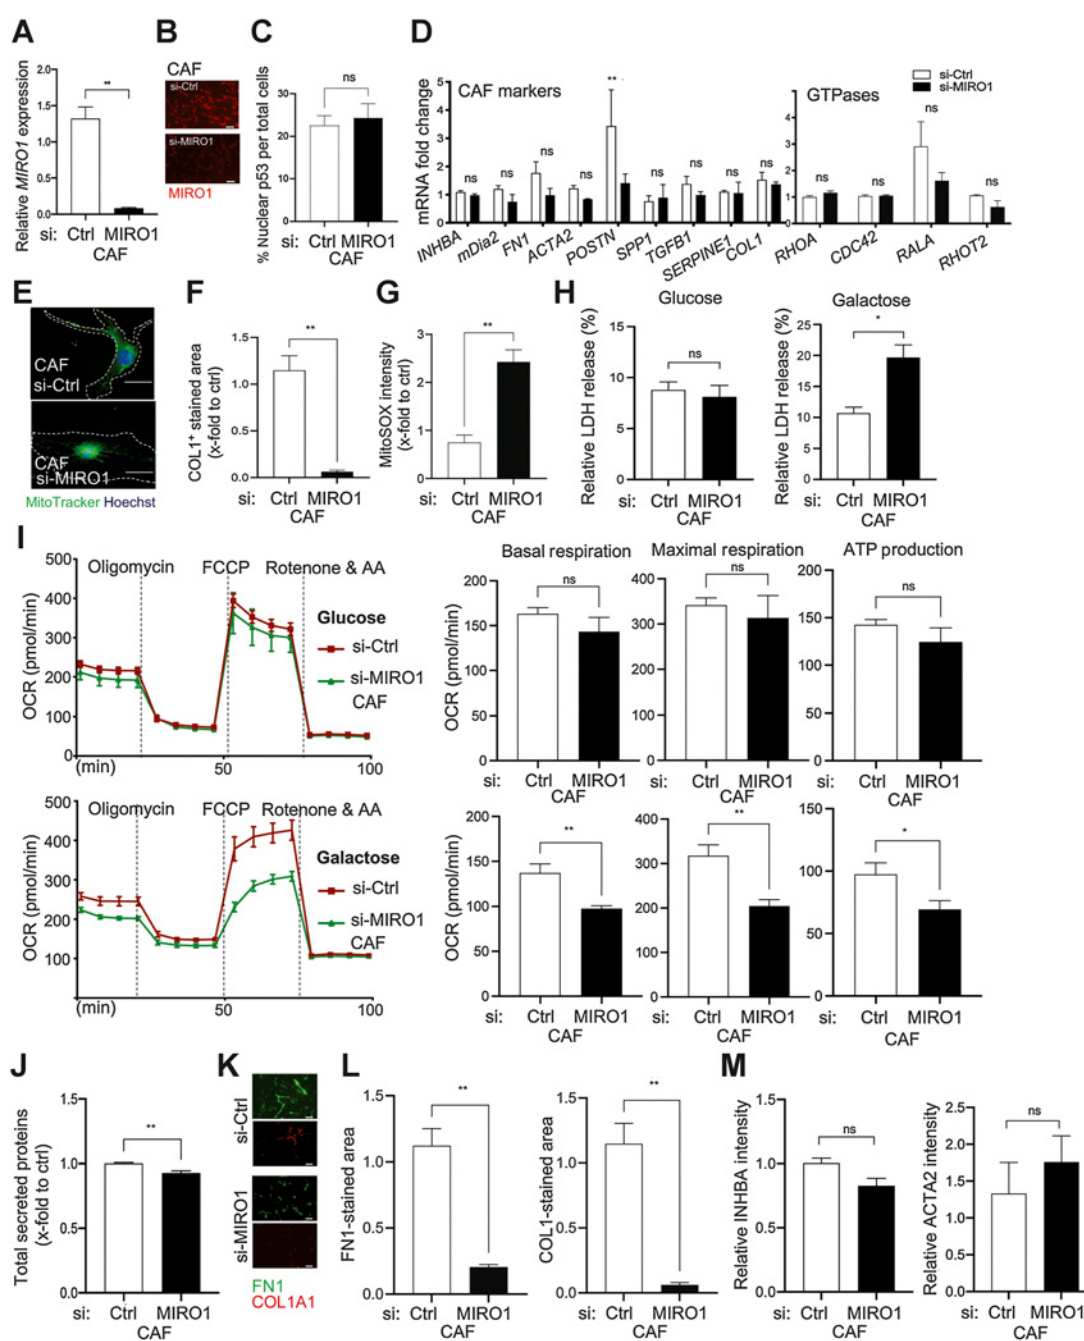 A
Relative MIRO1 expression
2.0
1.5
1.0
0.5
0.0
**
si: Ctrl MIRO1
CAF
B
CAF
si-Ctrl
si-MIRO1
MIRO1
C
% Nuclear p53 per total cells
30
20
10
0
ns
si: Ctrl MIRO1
CAF
D
mRNA fold change
CAF markers
4
3
2
1
0
ns ns ns ns ** ns ns ns ns
INHBA mDia2 FN1 ACTA2 POSTN SPP1 TGFB1 SERPINE1 COL1
si-Ctrl
si-MIRO1
GTPases
4
3
2
1
0
ns ns ns ns
RHOA CDC42 RALA RHOT2
E
CAF
si-Ctrl
CAF
si-MIRO1
MitoTracker Hoechst
F
COL1+ stained area
(x-fold to ctrl)
1.5
1.0
0.5
0.0
**
si: Ctrl MIRO1
CAF
G
MitoSOX intensity
(x-fold to ctrl)
3
2
1
0
**
si: Ctrl MIRO1
CAF
H
Glucose
Relative LDH release (%)
15
10
5
0
ns
si: Ctrl MIRO1
CAF
Galactose
Relative LDH release (%)
25
20
15
10
5
0
*
si: Ctrl MIRO1
CAF
I
OCR (pmol/min)
500
400
300
200
100
0
Oligomycin FCCP Rotenone & AA
Glucose
si-Ctrl
si-MIRO1
CAF
(min) 50 100
Basal respiration
OCR (pmol/min)
200
150
100
50
0
ns
si: Ctrl MIRO1
CAF
Maximal respiration
400
300
200
100
0
ns
si: Ctrl MIRO1
CAF
ATP production
200
150
100
50
0
ns
si: Ctrl MIRO1
CAF
OCR (pmol/min)
500
400
300
200
100
Oligomycin FCCP Rotenone & AA
Galactose
si-Ctrl
si-MIRO1
CAF
(min) 50 100
OCR (pmol/min)
200
150
100
50
0
**
si: Ctrl MIRO1
CAF
400
300
200
100
0
**
si: Ctrl MIRO1
CAF
150
100
50
0
*
si: Ctrl MIRO1
CAF
J
Total secreted proteins
(x-fold to ctrl)
1.5
1.0
0.5
0.0
**
si: Ctrl MIRO1
CAF
K
si-Ctrl
si-MIRO1
FN1
COL1A1
L
FN1-stained area
1.5
1.0
0.5
0.0
**
si: Ctrl MIRO1
CAF
COL1-stained area
1.5
1.0
0.5
0.0
**
si: Ctrl MIRO1
CAF
M
Relative INHBA intensity
1.5
1.0
0.5
0.0
ns
si: Ctrl MIRO1
CAF
Relative ACTA2 intensity
2.5
2.0
1.5
1.0
0.5
0.0
ns
si: Ctrl MIRO1
CAF